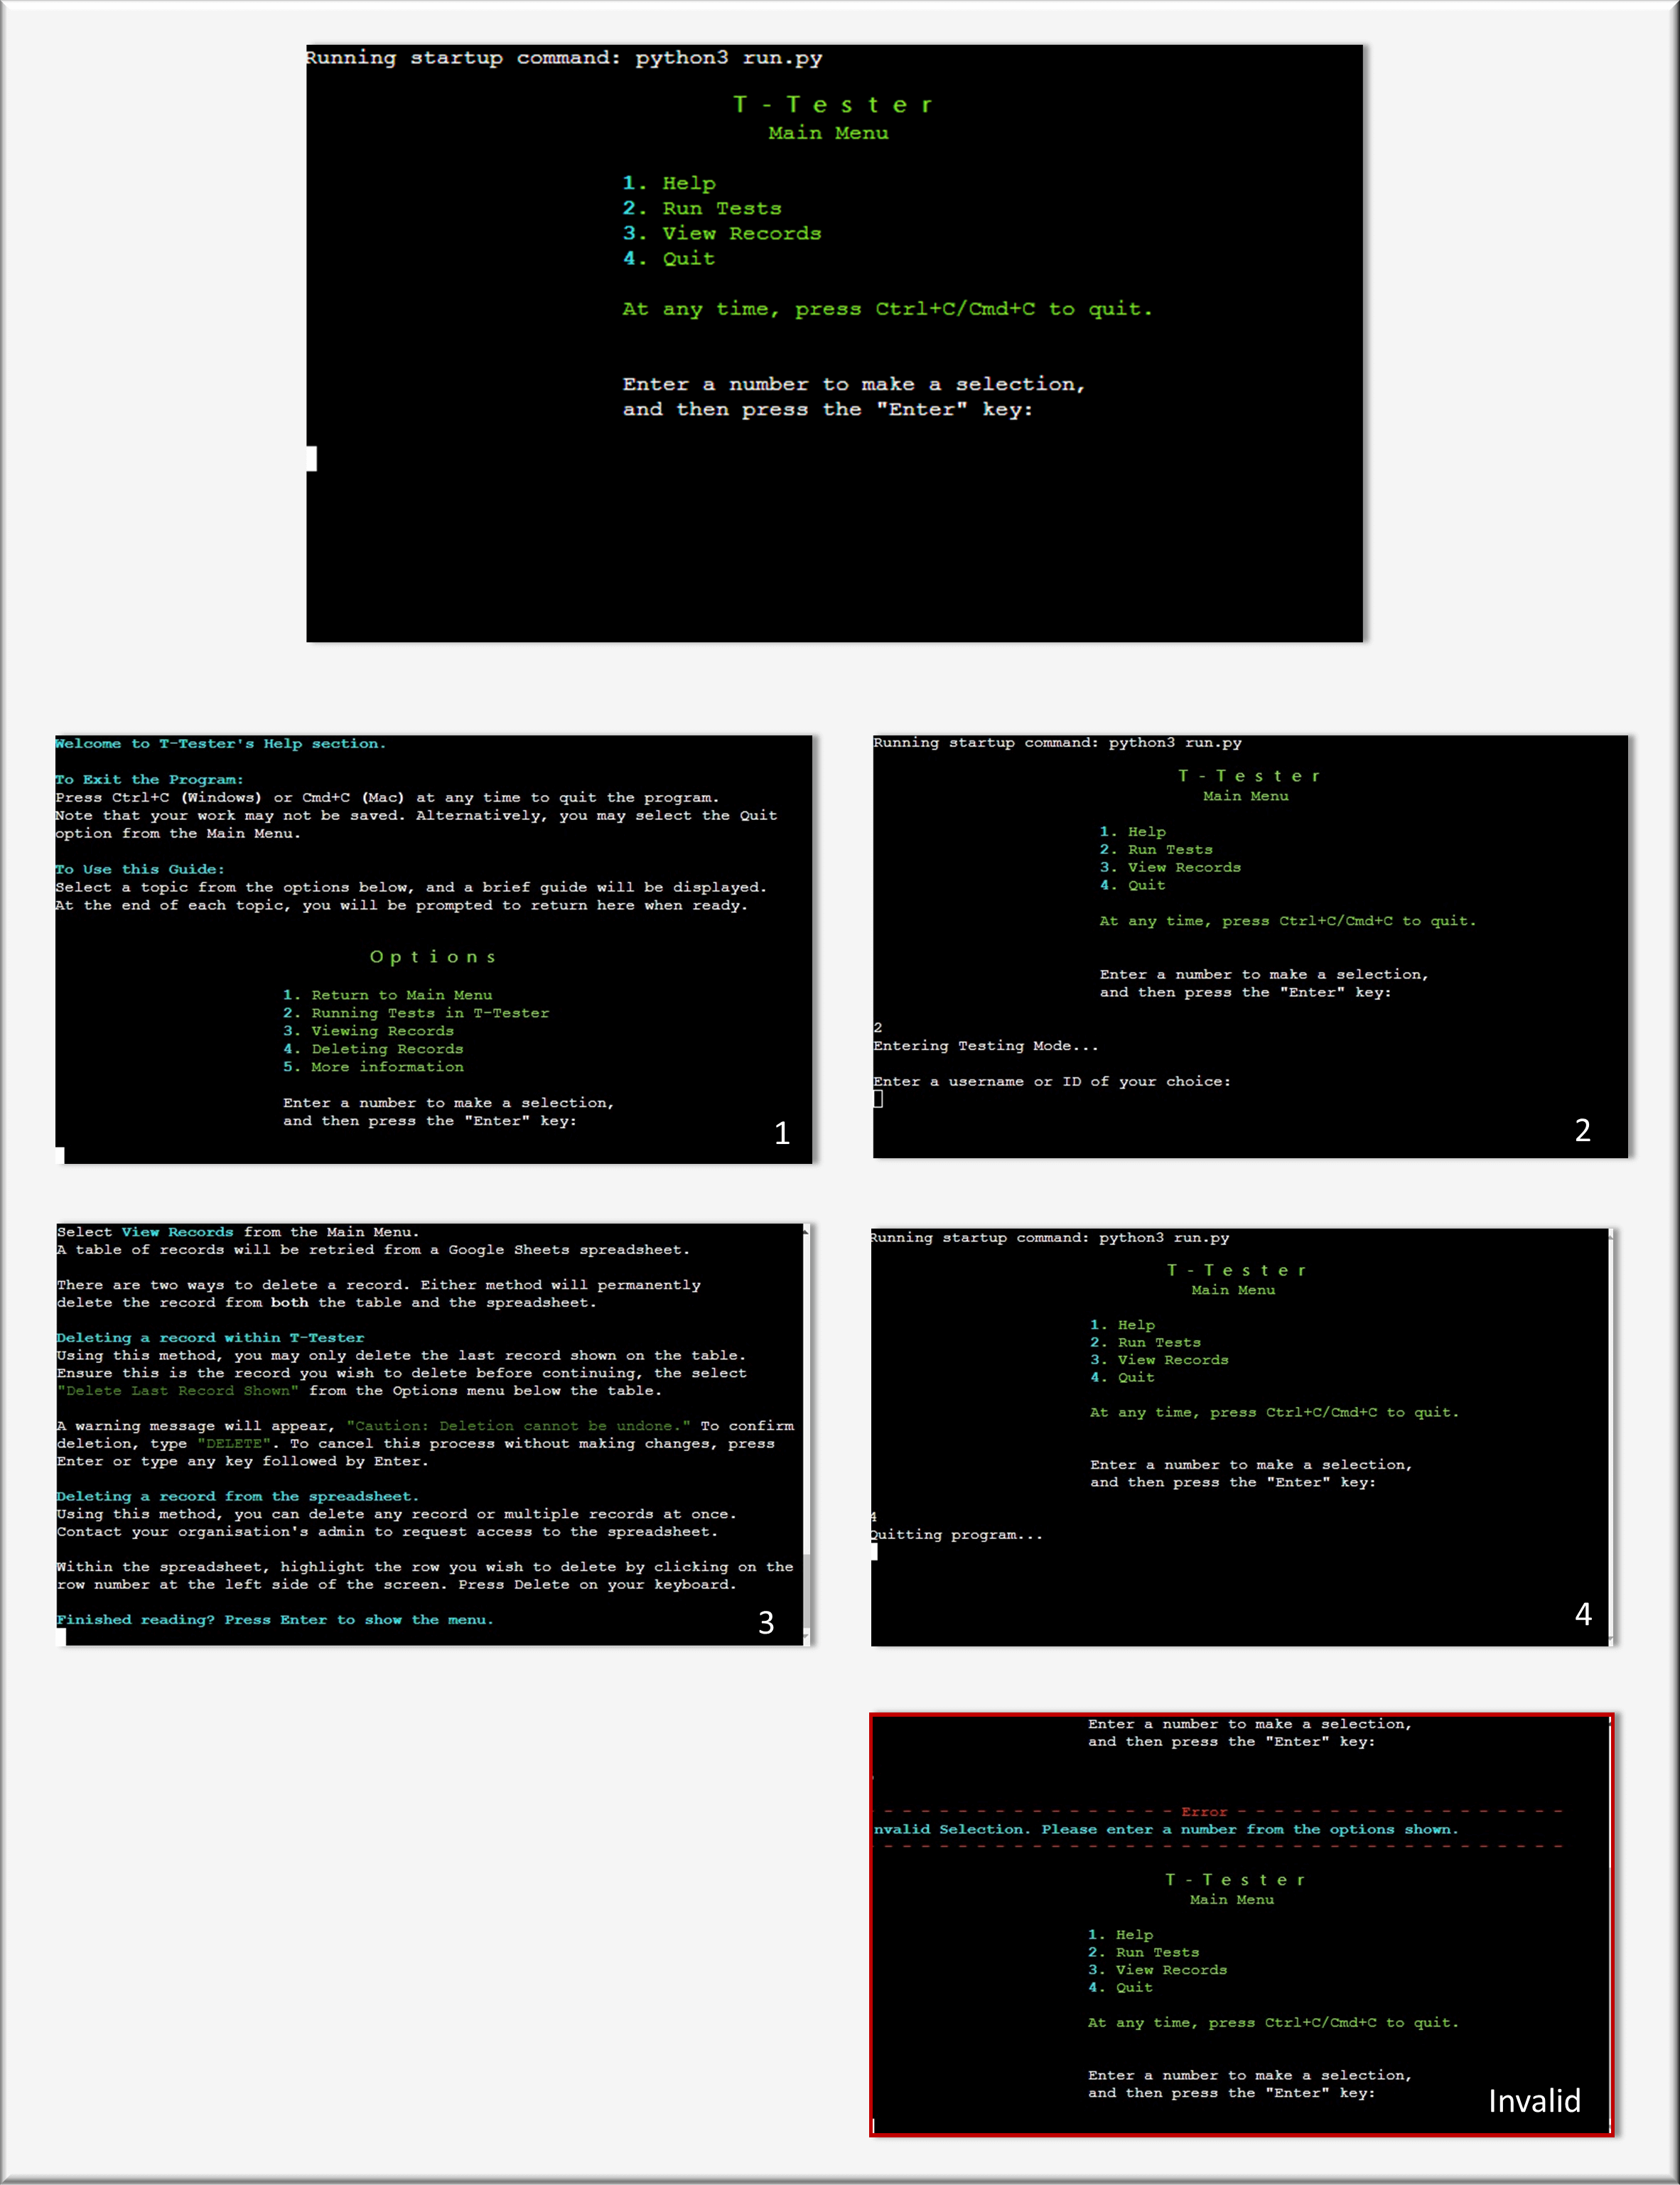 Running startup command: python3 run.py
T - T e s t e r
Main Menu
1. Help
2. Run Tests
3. View Records
4. Quit
At any time, press Ctrl+C/Cmd+C to quit.
Enter a number to make a selection,
and then press the "Enter" key:
Welcome to T-Tester's Help section.
To Exit the Program:
Press Ctrl+C (Windows) or Cmd+C (Mac) at any time to quit the program.
Note that your work may not be saved. Alternatively, you may select the Quit
option from the Main Menu.
To Use this Guide:
Select a topic from the options below, and a brief guide will be displayed.
At the end of each topic, you will be prompted to return here when ready.
O p t i o n s
1. Return to Main Menu
2. Running Tests in T-Tester
3. Viewing Records
4. Deleting Records
5. More information
Enter a number to make a selection,
and then press the "Enter" key:
1
Running startup command: python3 run.py
T - T e s t e r
Main Menu
1. Help
2. Run Tests
3. View Records
4. Quit
At any time, press Ctrl+C/Cmd+C to quit.
Enter a number to make a selection,
and then press the "Enter" key:
2
Entering Testing Mode...
Enter a username or ID of your choice:
2
Select View Records from the Main Menu.
A table of records will be retried from a Google Sheets spreadsheet.
There are two ways to delete a record. Either method will permanently
delete the record from both the table and the spreadsheet.
Deleting a record within T-Tester
Using this method, you may only delete the last record shown on the table.
Ensure this is the record you wish to delete before continuing, the select
"Delete Last Record Shown" from the Options menu below the table.
A warning message will appear, "Caution: Deletion cannot be undone." To confirm
deletion, type "DELETE". To cancel this process without making changes, press
Enter or type any key followed by Enter.
Deleting a record from the spreadsheet.
Using this method, you can delete any record or multiple records at once.
Contact your organisation's admin to request access to the spreadsheet.
Within the spreadsheet, highlight the row you wish to delete by clicking on the
row number at the left side of the screen. Press Delete on your keyboard.
Finished reading? Press Enter to show the menu.
3
Running startup command: python3 run.py
T - T e s t e r
Main Menu
1. Help
2. Run Tests
3. View Records
4. Quit
At any time, press Ctrl+C/Cmd+C to quit.
Enter a number to make a selection,
and then press the "Enter" key:
4
Quitting program...
4
Enter a number to make a selection,
and then press the "Enter" key:
- - - - - - - - - - - - - - - - Error - - - - - - - - - - - - - - - - - -
nvalid Selection. Please enter a number from the options shown.
- - - - - - - - - - - - - - - - - - - - - - - - - - - - - - - - - - - - -
T - T e s t e r
Main Menu
1. Help
2. Run Tests
3. View Records
4. Quit
At any time, press Ctrl+C/Cmd+C to quit.
Enter a number to make a selection,
and then press the "Enter" key:
Invalid